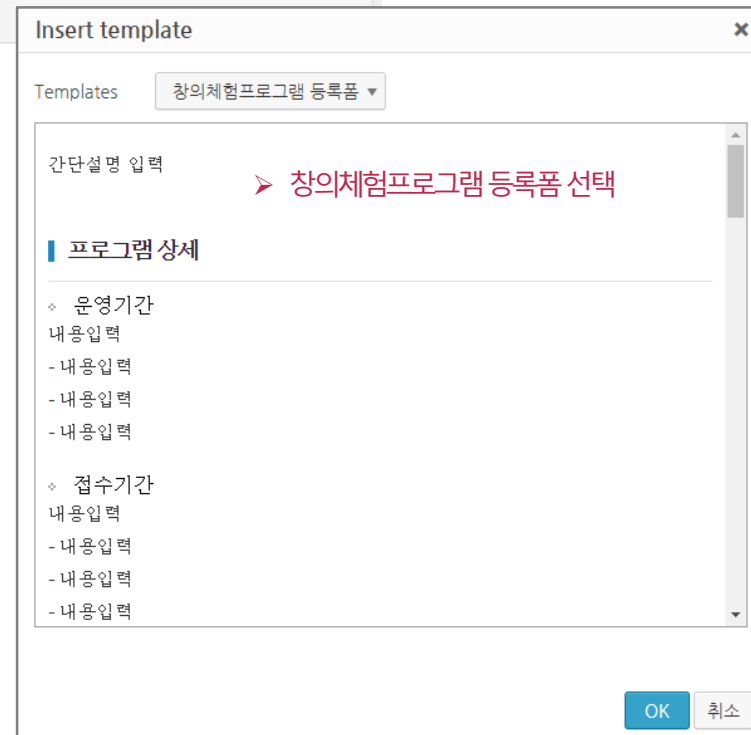 Insert template
Templates 창의체험프로그램 등록폼
간단설명 입력
➢ 창의체험프로그램 등록폼 선택
프로그램 상세
운영기간
내용입력
- 내용입력
- 내용입력
- 내용입력
접수기간
내용입력
- 내용입력
- 내용입력
- 내용입력
OK 취소